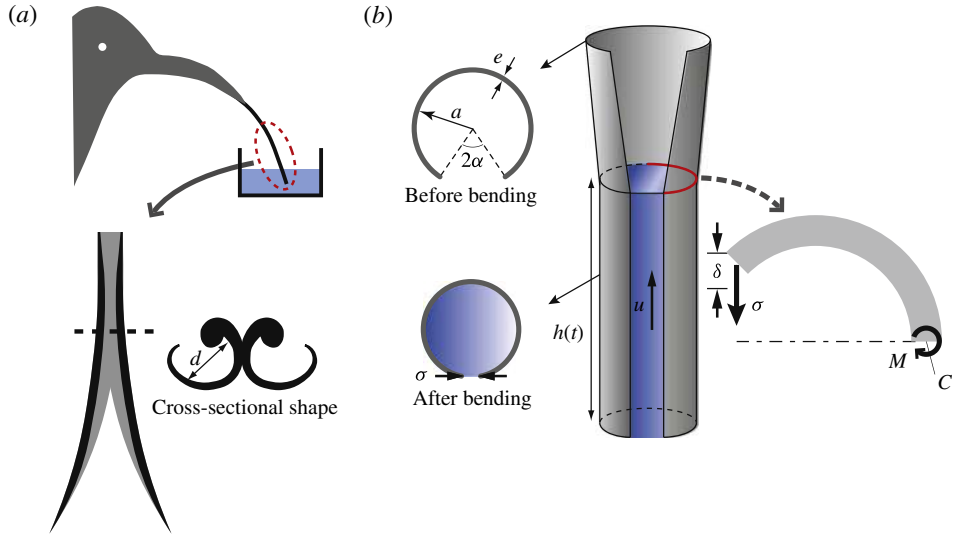 (a)
d
Cross-sectional shape
(b)
e
a
2α
Before bending
σ
After bending
h(t)
u
δ
σ
M
C